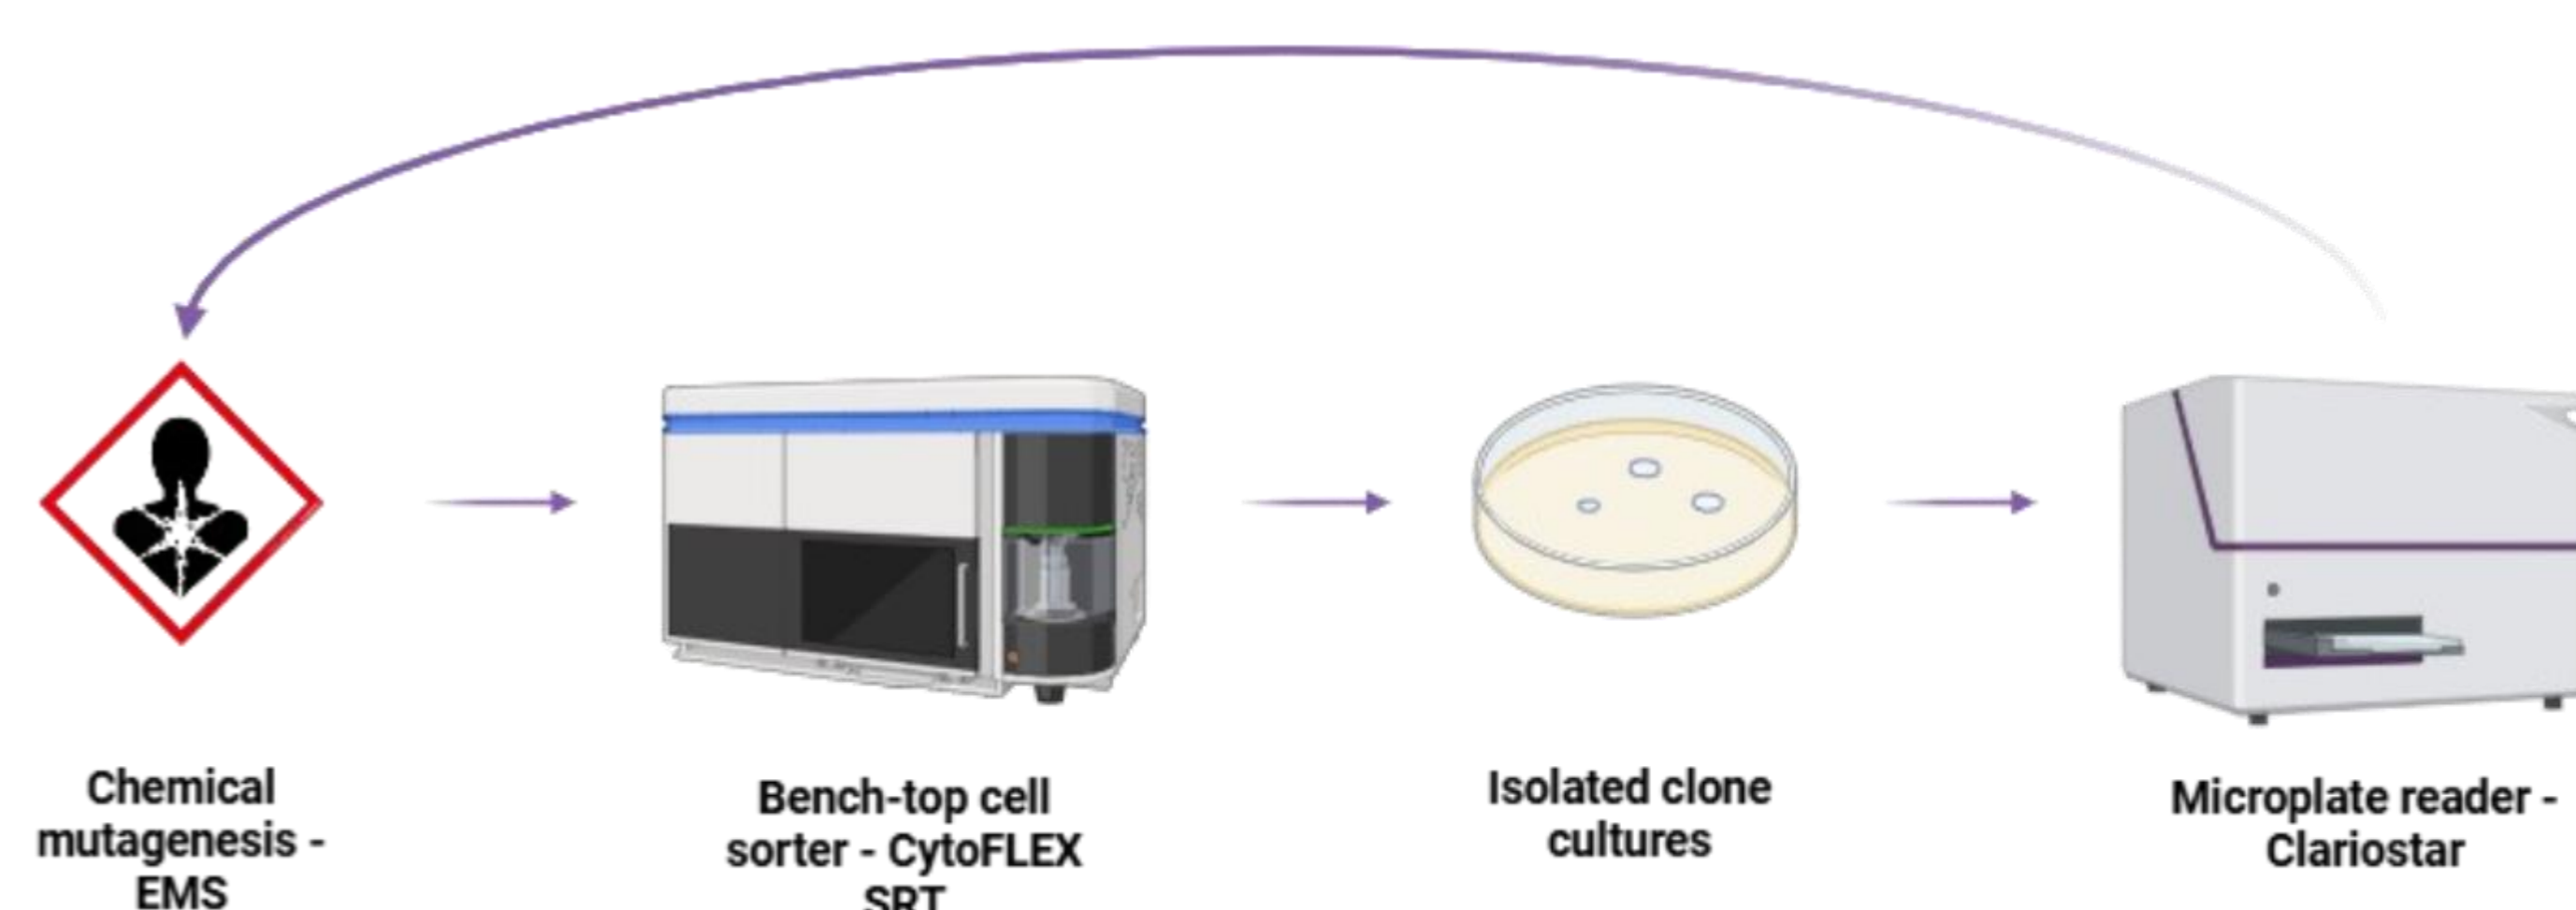 Chemical
mutagenesis -
EMS
Bench-top cell
sorter - CytoFLEX
SRT
Isolated clone
cultures
Microplate reader -
Clariostar